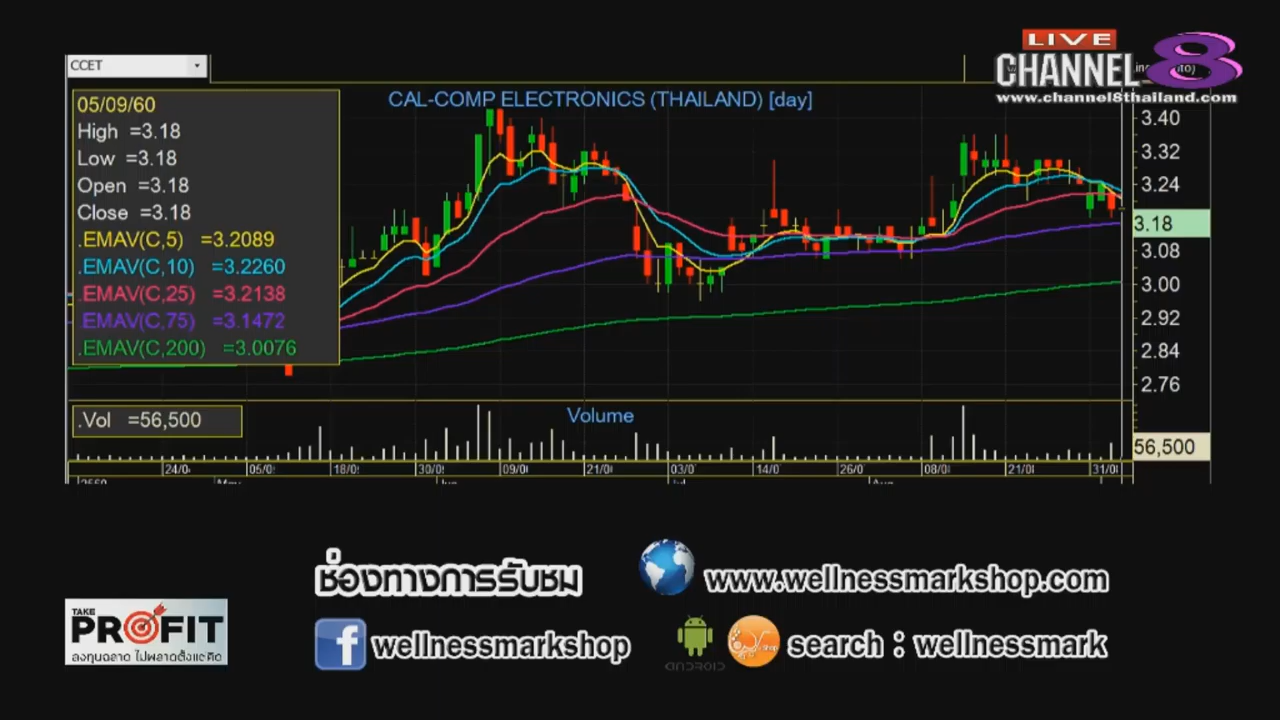 CCET
LIVE
CHANNEL 8
www.channel8thailand.com
05/09/60
High =3.18
Low =3.18
Open =3.18
Close =3.18
.EMAV(C,5) =3.2089
.EMAV(C,10) =3.2260
.EMAV(C,25) =3.2138
.EMAV(C,75) =3.1472
.EMAV(C,200) =3.0076
CAL-COMP ELECTRONICS (THAILAND) [day]
3.40
3.32
3.24
3.18
3.08
3.00
2.92
2.84
2.76
.Vol =56,500
Volume
56,500
24/0 05/0 18/0 30/0 09/0 21/0 03/0 14/0 26/0 08/0 21/0 31/0
2560 May Jun Jul Aug
ช่องทางการรับชม
www.wellnessmarkshop.com
f wellnessmarkshop
ANDROID
search : wellnessmark
TAKE
PROFIT
ลงทุนฉลาด ไม่พลาดตั้งแต่คิด